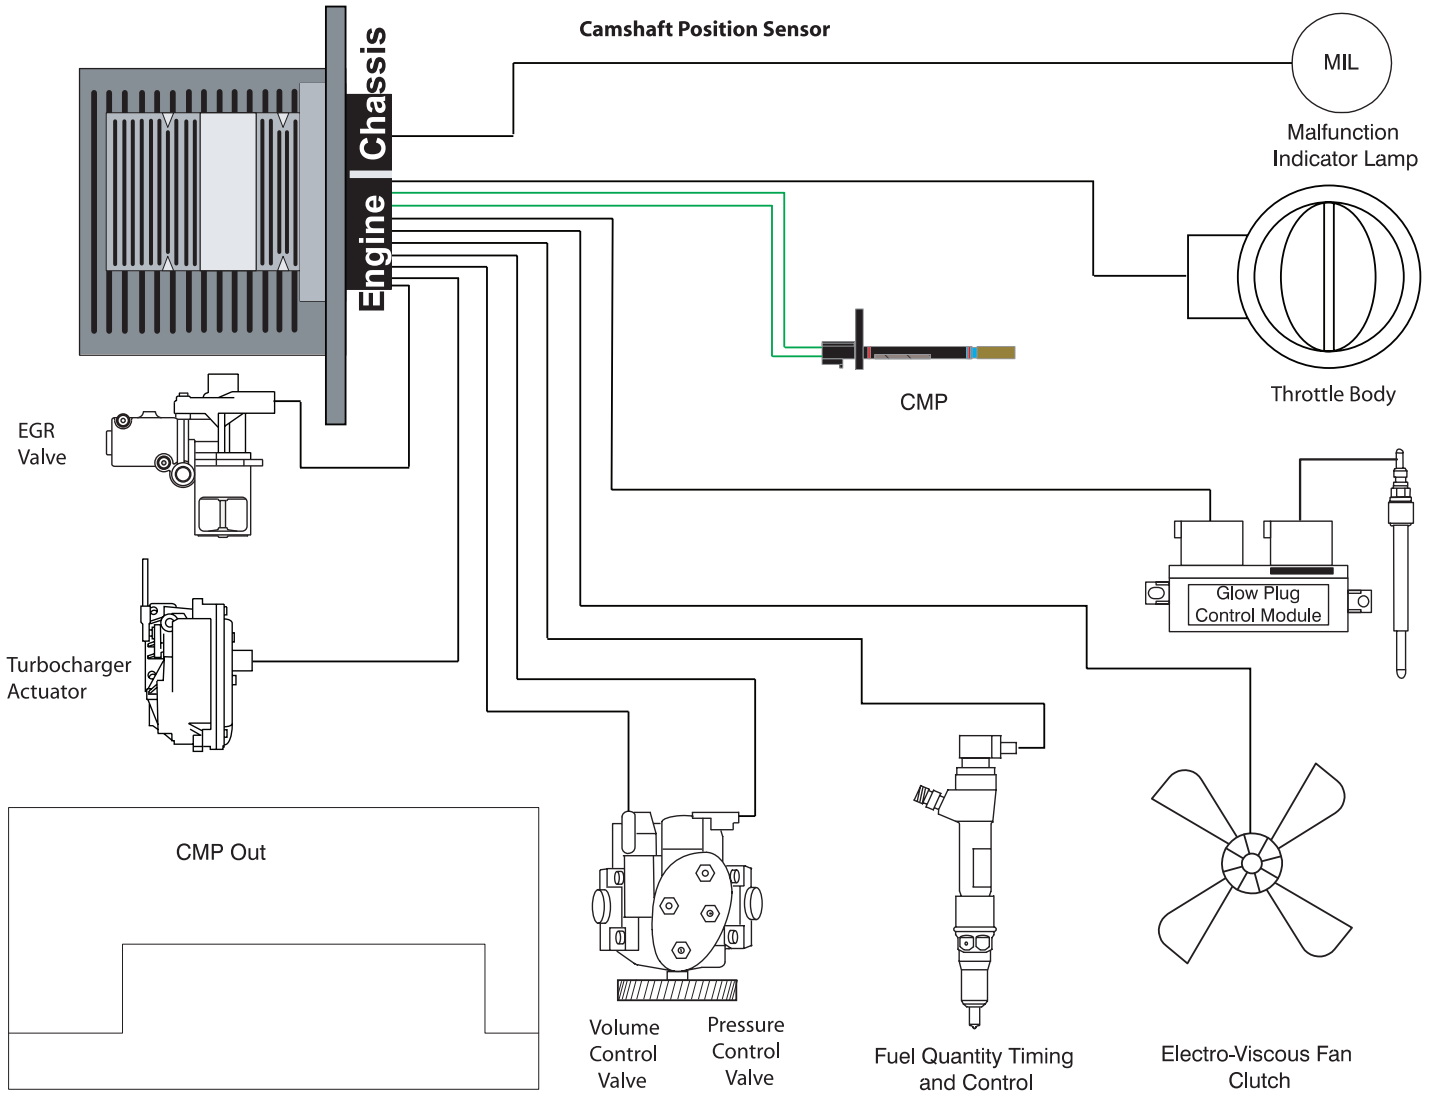 Camshaft Position Sensor
Chassis
Engine
MIL
Malfunction
Indicator Lamp
Throttle Body
CMP
EGR
Valve
Glow Plug
Control Module
Turbocharger
Actuator
CMP Out
Volume
Control
Valve
Pressure
Control
Valve
Fuel Quantity Timing
and Control
Electro-Viscous Fan
Clutch